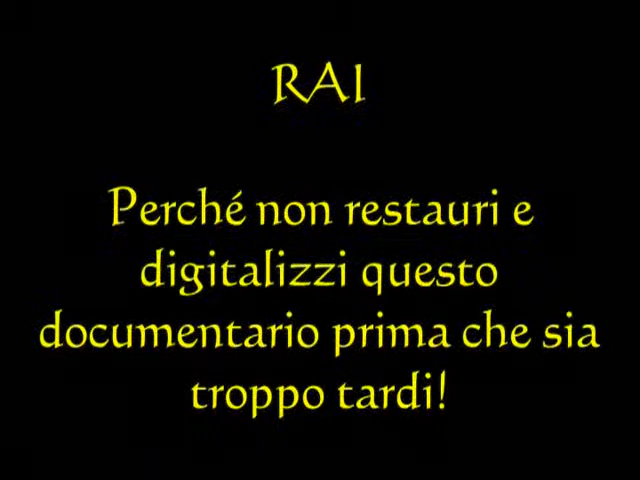 RAI
Perché non restauri e
digitalizzi questo
documentario prima che sia
troppo tardi!